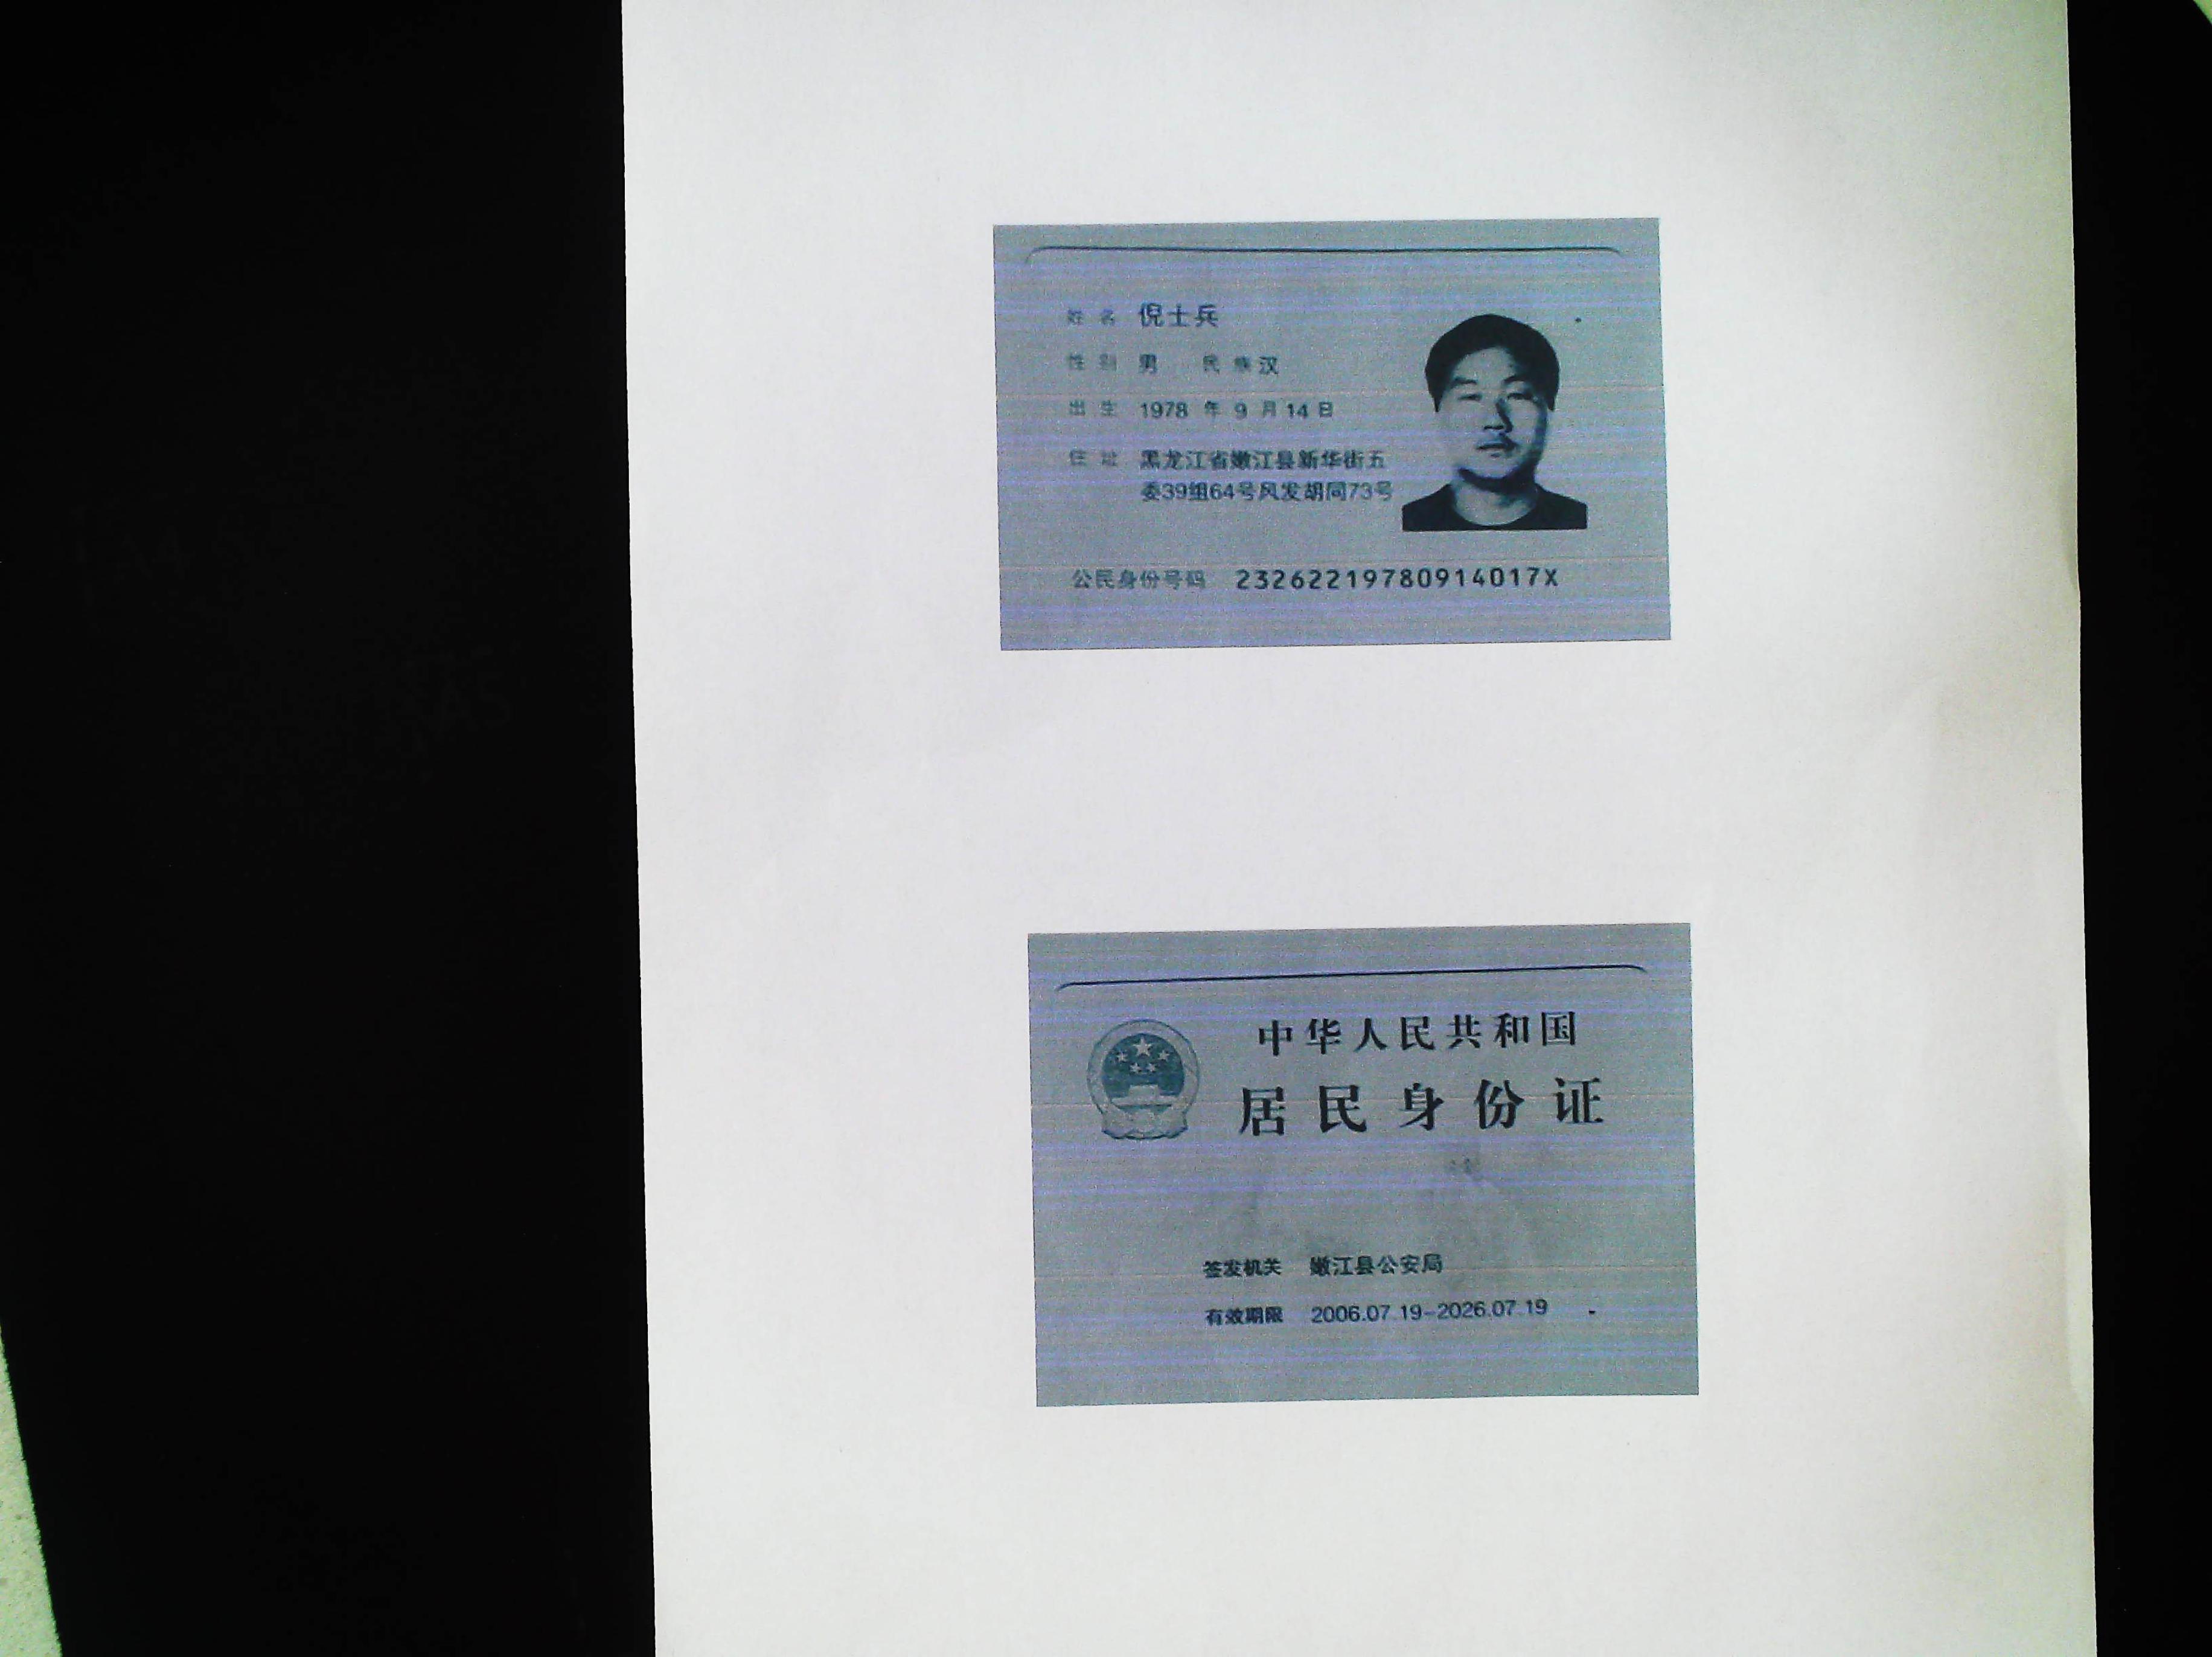 姓名 倪士兵
性别 男 民族 汉
出生 1978 年 9 月 14 日
住址 黑龙江省嫩江县新华街五
委39组64号风发胡同73号
公民身份号码 23262219780914017X
中华人民共和国
居民身份证
签发机关 嫩江县公安局
有效期限 2006.07.19-2026.07.19